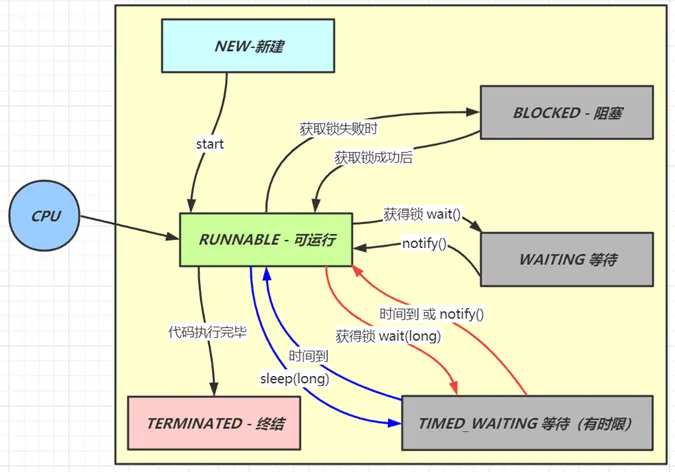 NEW-新建
BLOCKED - 阻塞
获取锁失败时
start
获取锁成功后
CPU
RUNNABLE - 可运行
获得锁 wait()
notify()
WAITING 等待
时间到 或 notify()
代码执行完毕
获得锁 wait(long)
时间到
sleep(long)
TERMINATED - 终结
TIMED_WAITING 等待（有时限）